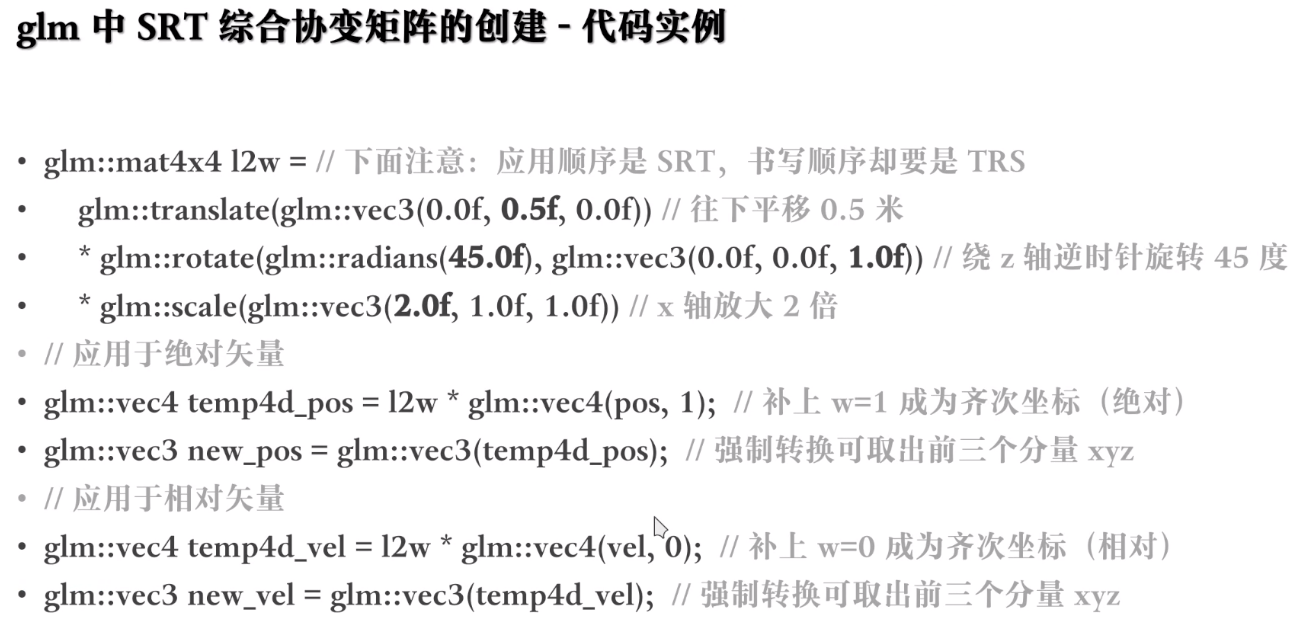 glm 中 SRT 综合协变矩阵的创建 - 代码实例
• glm::mat4x4 l2w = // 下面注意：应用顺序是 SRT，书写顺序却要是 TRS
• glm::translate(glm::vec3(0.0f, 0.5f, 0.0f)) // 往下平移 0.5 米
• * glm::rotate(glm::radians(45.0f), glm::vec3(0.0f, 0.0f, 1.0f)) // 绕 z 轴逆时针旋转 45 度
• * glm::scale(glm::vec3(2.0f, 1.0f, 1.0f)) // x 轴放大 2 倍
• // 应用于绝对矢量
• glm::vec4 temp4d_pos = l2w * glm::vec4(pos, 1); // 补上 w=1 成为齐次坐标（绝对）
• glm::vec3 new_pos = glm::vec3(temp4d_pos); // 强制转换可取出前三个分量 xyz
• // 应用于相对矢量
• glm::vec4 temp4d_vel = l2w * glm::vec4(vel, 0); // 补上 w=0 成为齐次坐标（相对）
• glm::vec3 new_vel = glm::vec3(temp4d_vel); // 强制转换可取出前三个分量 xyz